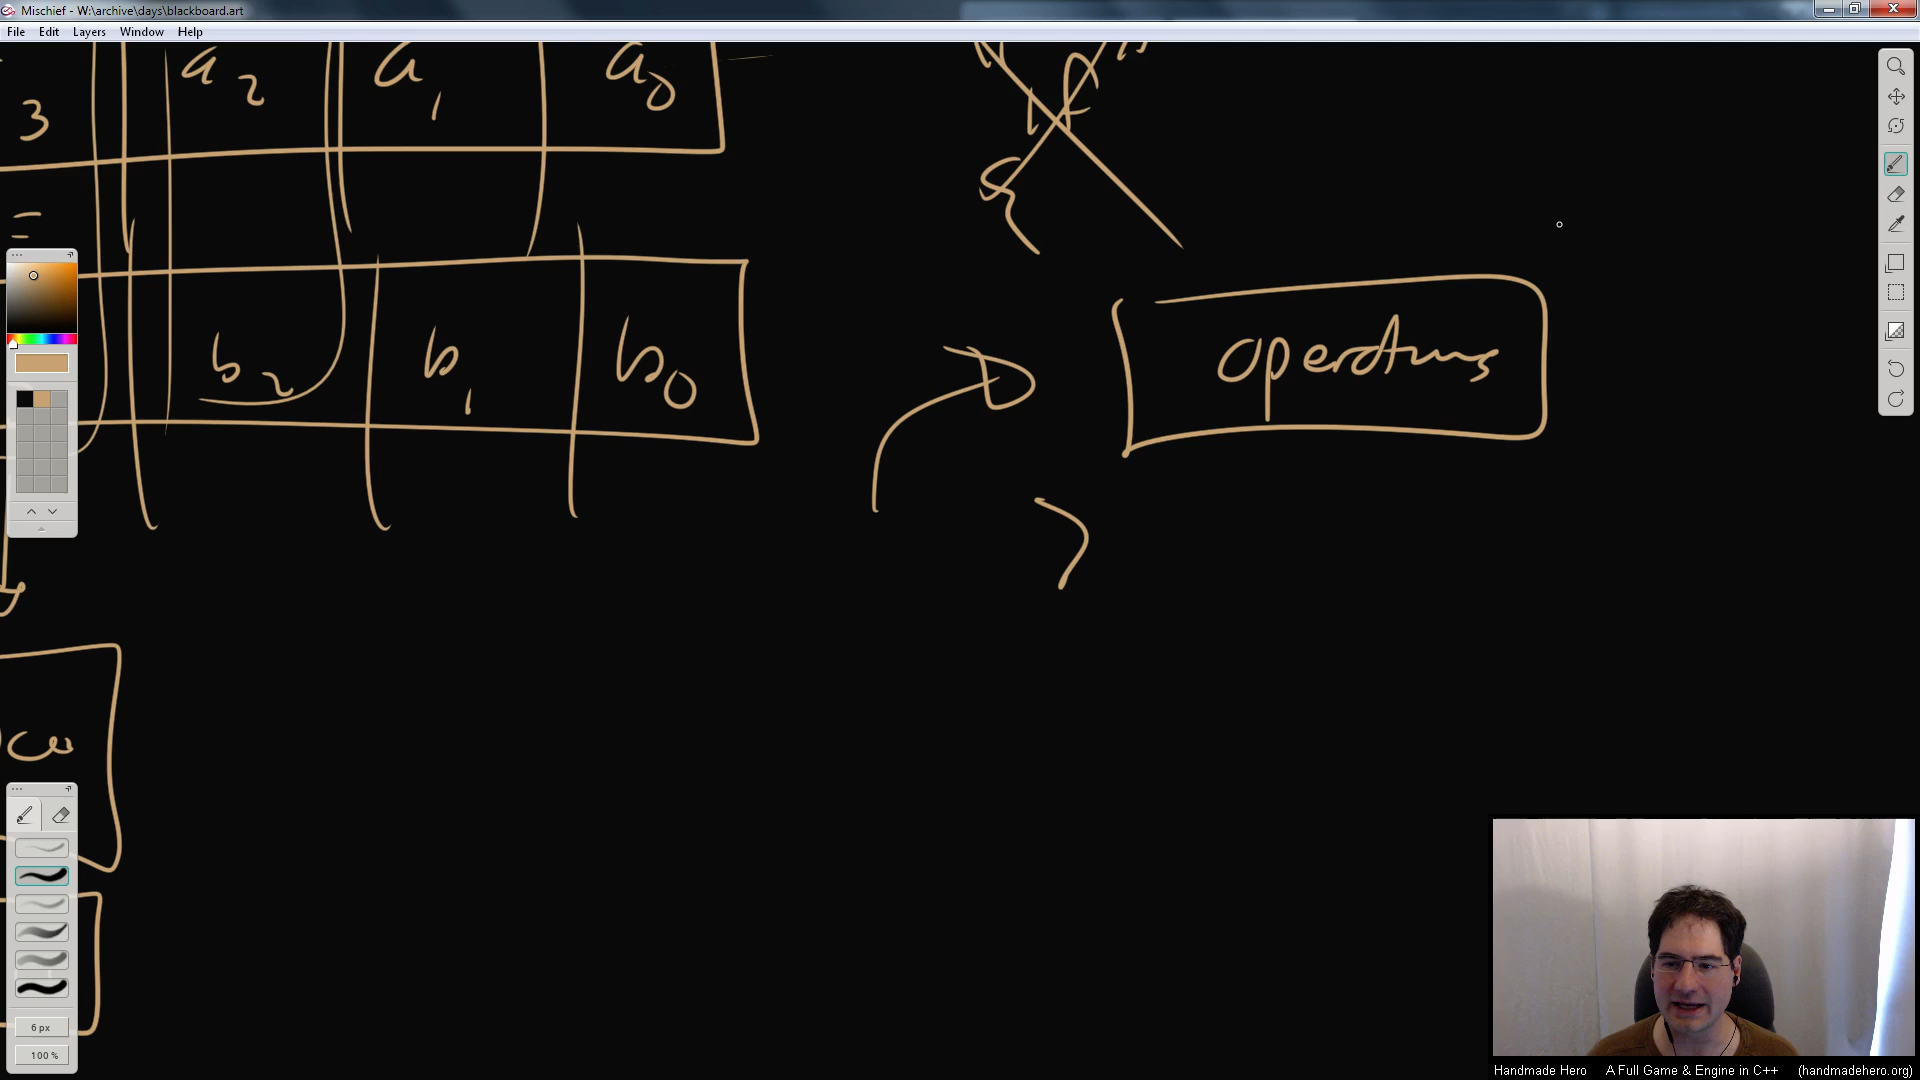 Mischief - W:\archive\days\blackboard.art
File Edit Layers Window Help
a2 a1 a0
3
=
b2 b1 b0
if
operations
6 px
100 %
Handmade Hero A Full Game & Engine in C++ (handmadehero.org)